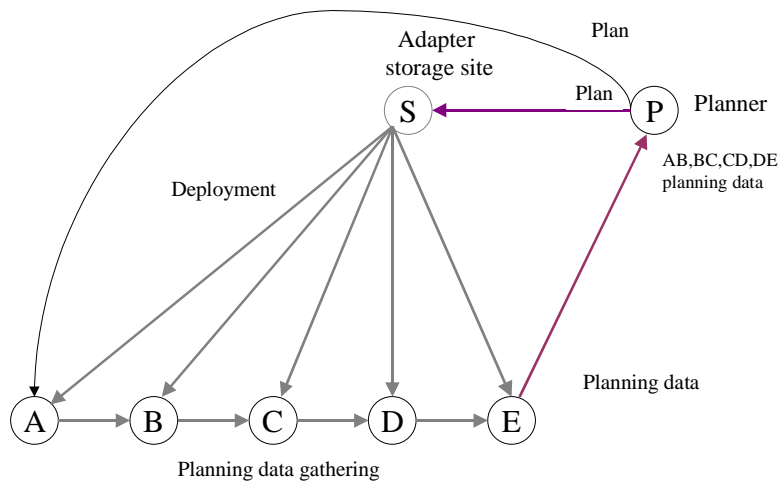 Plan
Adapter
storage site
Plan
S
P
Planner
AB,BC,CD,DE
planning data
Deployment
Planning data
A
B
C
D
E
Planning data gathering